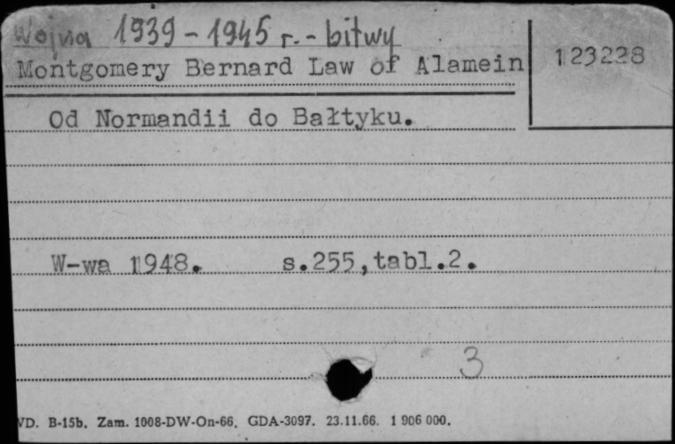 Wojna 1939 - 1945 r. - bitwy
Montgomery Bernard Law of Alamein
123228
Od Normandii do Bałtyku.
W-wa 1948. s.255,tabl.2.
3
VD. B-15b. Zam. 1008-DW-On-66. GDA-3097. 23.11.66. 1 906 000.